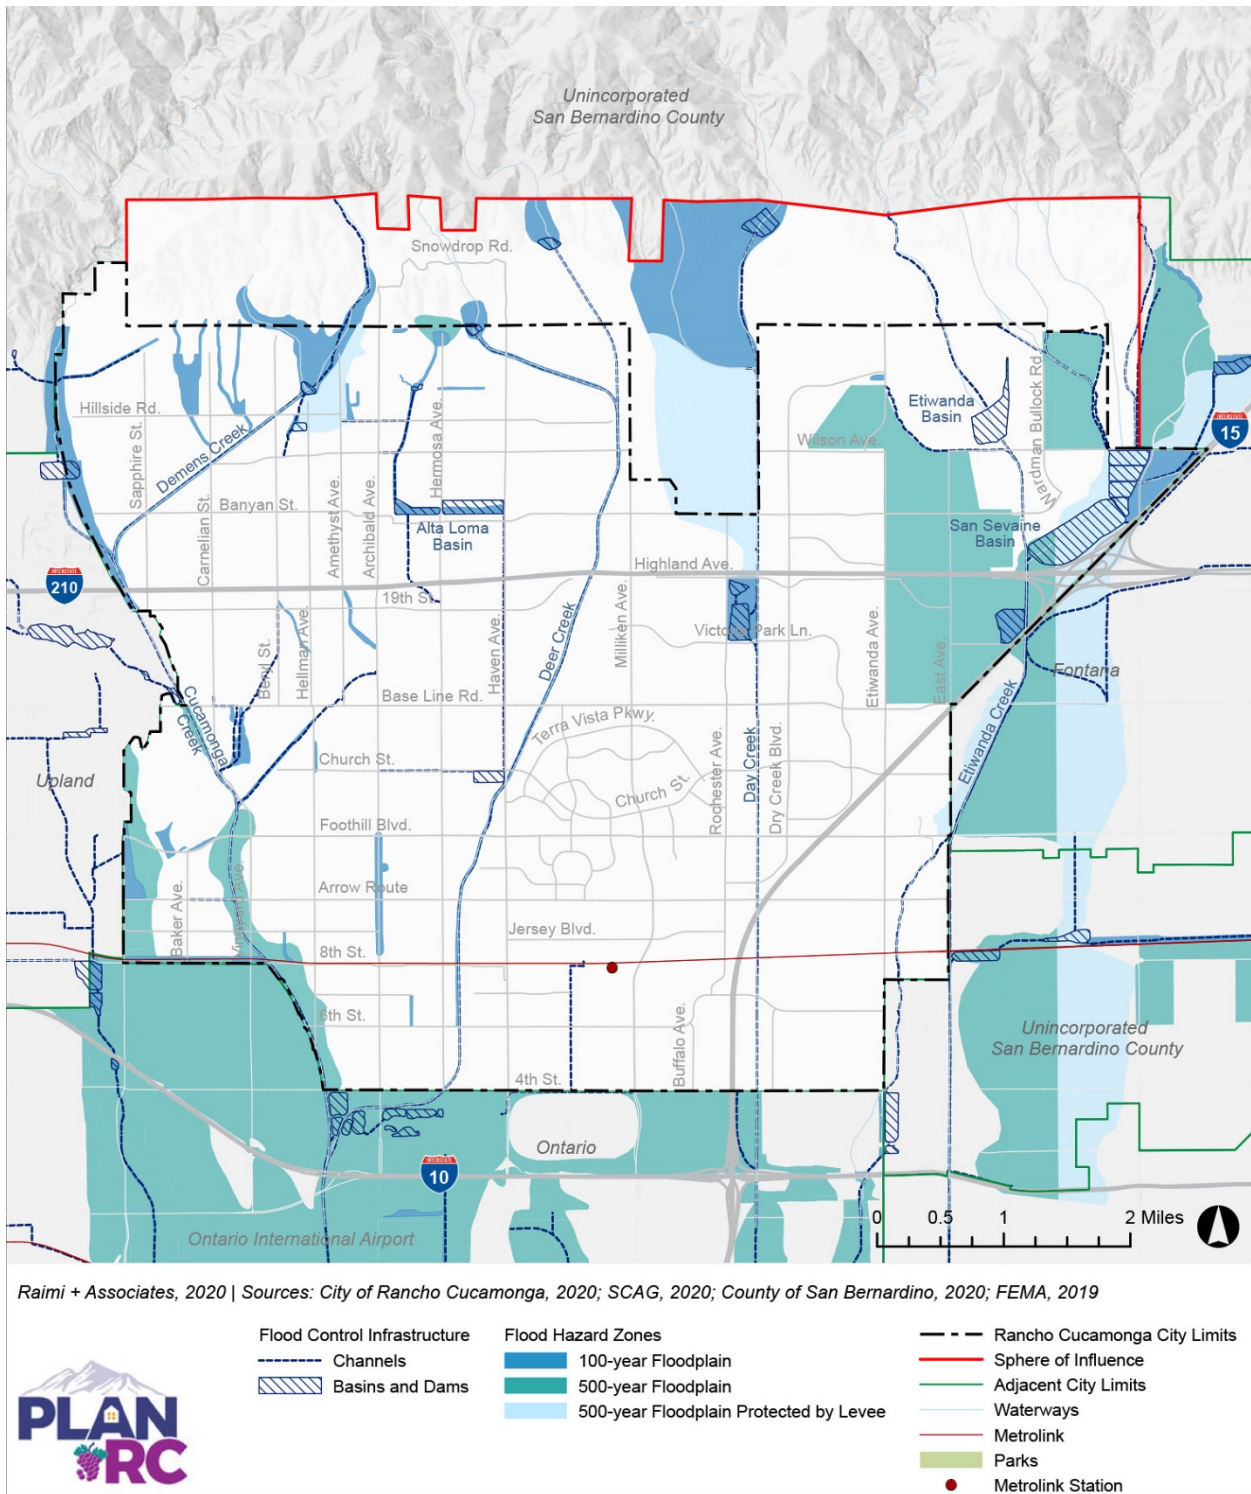 Unincorporated
San Bernardino County
Snowdrop Rd.
Hillside Rd.
Sapphire St.
Demens Creek
Carnelian St.
Banyan St.
Amethyst Ave.
Archibald Ave.
Hermosa Ave.
Alta Loma
Basin
Wilson Ave.
Etiwanda
Basin
Wardman Bullock Rd.
INTERSTATE
15
San Sevaine
Basin
INTERSTATE
210
Highland Ave.
19th St.
Beryl St.
Hellman Ave.
Haven Ave.
Deer Creek
Milliken Ave.
Victoria Park Ln.
Etiwanda Ave.
East Ave.
Fontana
Cucamonga
Creek
Base Line Rd.
Terra Vista Pkwy.
Rochester Ave.
Day Creek
Dry Creek Blvd.
Etiwanda Creek
Upland
Church St.
Church St.
Foothill Blvd.
Baker Ave.
Vineyard Ave.
Arrow Route
Jersey Blvd.
8th St.
6th St.
Buffalo Ave.
Unincorporated
San Bernardino County
4th St.
Ontario
INTERSTATE
10
Ontario International Airport
0 0.5 1 2 Miles
Raimi + Associates, 2020 | Sources: City of Rancho Cucamonga, 2020; SCAG, 2020; County of San Bernardino, 2020; FEMA, 2019
PLAN
RC
Flood Control Infrastructure
Channels
Basins and Dams
Flood Hazard Zones
100-year Floodplain
500-year Floodplain
500-year Floodplain Protected by Levee
Rancho Cucamonga City Limits
Sphere of Influence
Adjacent City Limits
Waterways
Metrolink
Parks
Metrolink Station